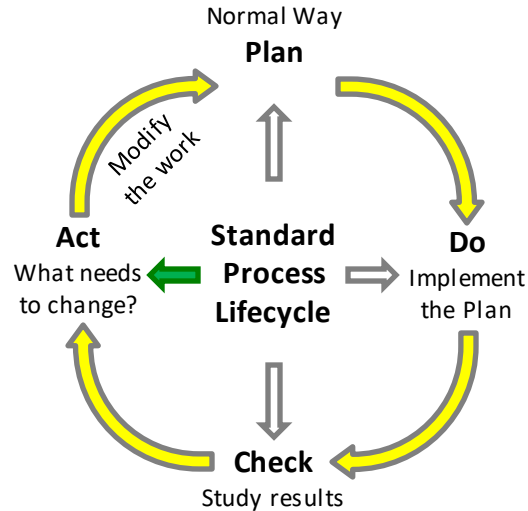 Normal Way
Plan
Modify
the work
Act
What needs
to change?
Standard
Process
Lifecycle
Do
Implement
the Plan
Check
Study results